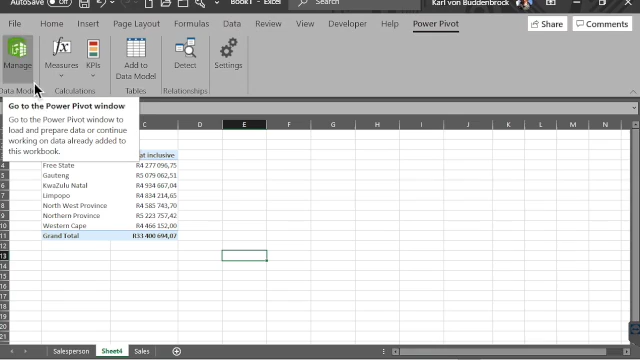 AutoSave Off
Book1 - Excel
Search
Karl von Buddenbrock
File Home Insert Page Layout Formulas Data Review View Developer Help Power Pivot Share Comments
Manage Measures KPIs Add to Data Model Detect Settings
Data Model Calculations Tables Relationships
Go to the Power Pivot window
Go to the Power Pivot window to
load and prepare data or continue
working on data already added to
this workbook.
C D E F G H I J K L M N
at inclusive
4 Free State R4 277 096,75
5 Gauteng R5 079 062,51
6 KwaZulu Natal R4 934 667,04
7 Limpopo R4 834 214,65
8 North West Province R4 585 743,70
9 Northern Province R5 223 757,42
10 Western Cape R4 466 152,00
11 Grand Total R33 400 694,07
12
13
14
15
16
17
18
19
20
21
Salesperson Sheet4 Sales